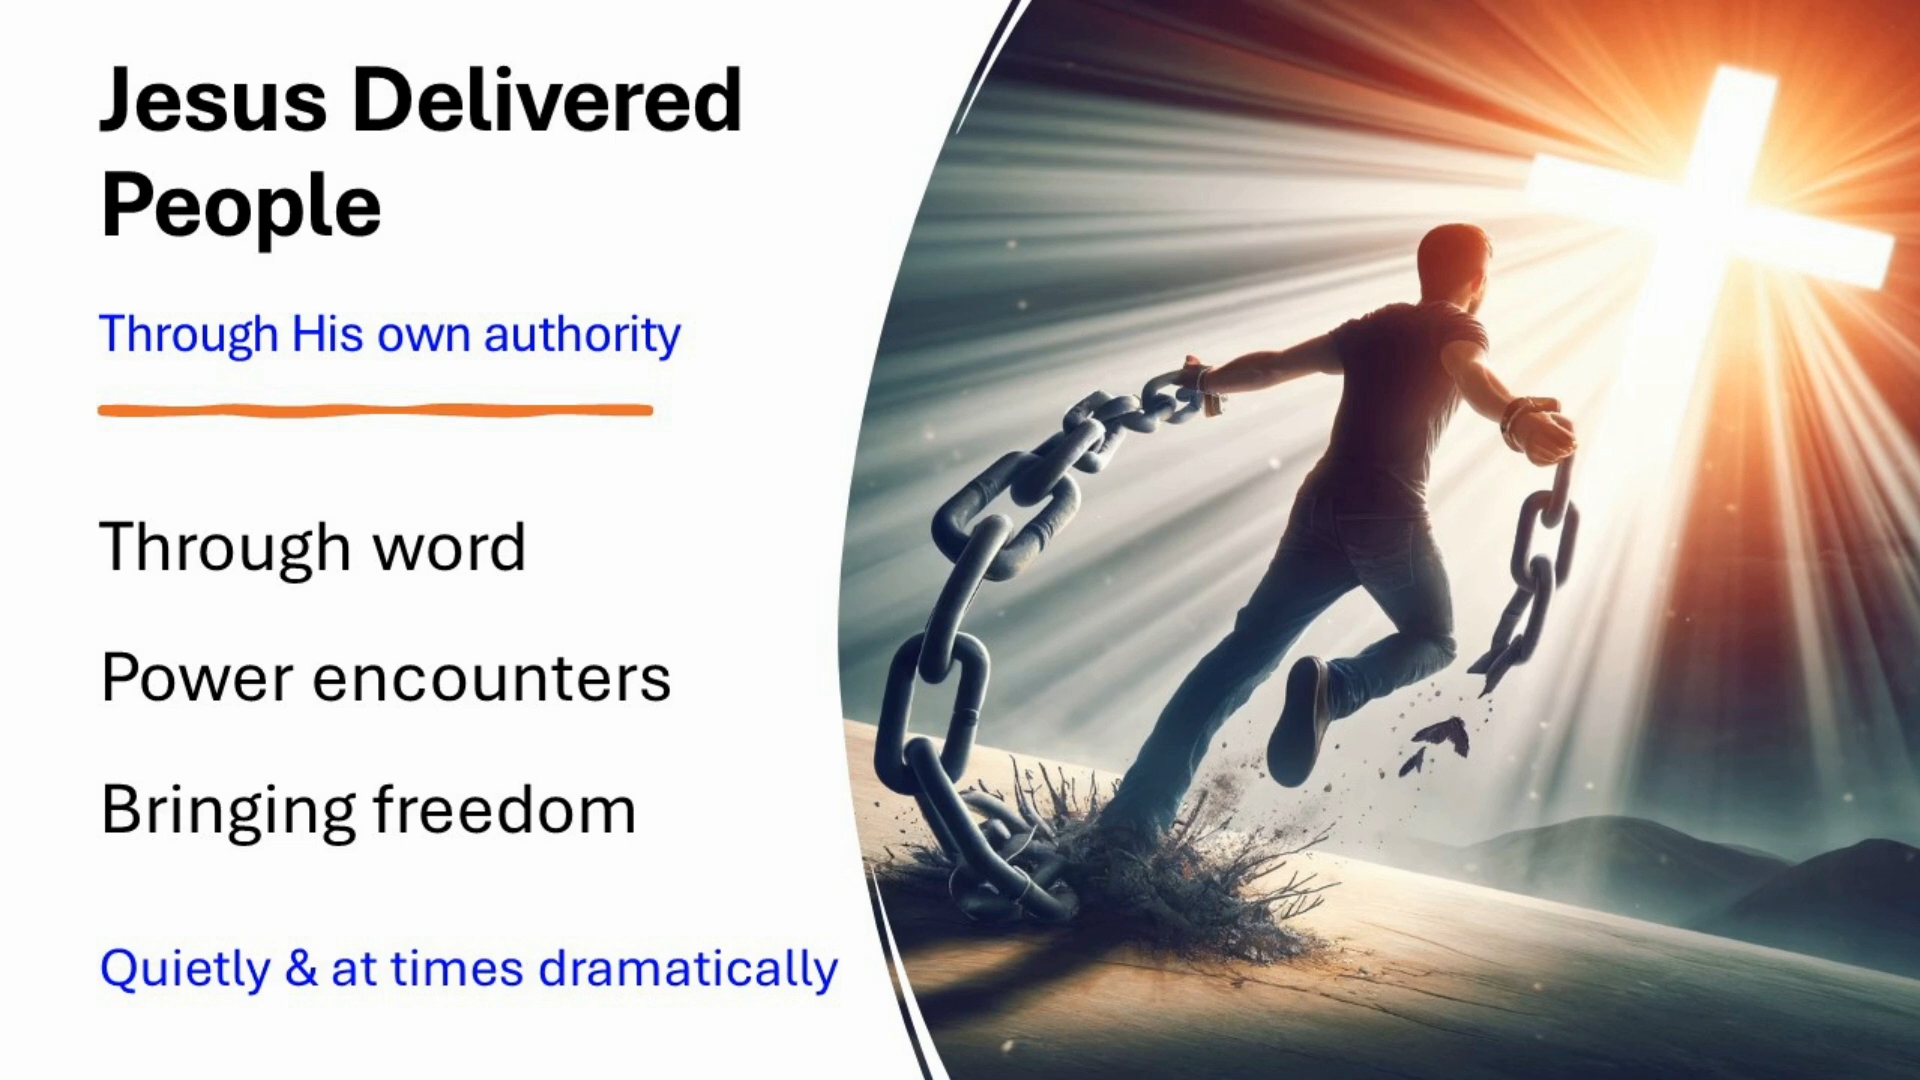 Jesus Delivered
People
Through His own authority
Through word
Power encounters
Bringing freedom
Quietly & at times dramatically